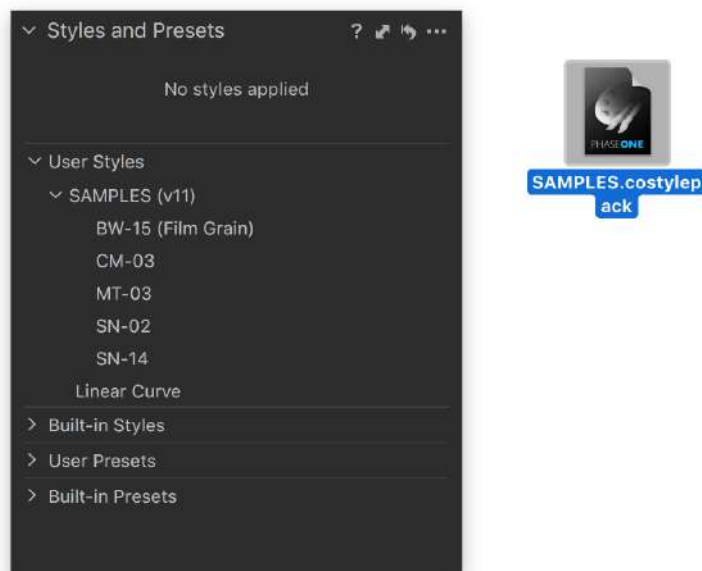 Styles and Presets ? ...
No styles applied
User Styles
SAMPLES (v11)
BW-15 (Film Grain)
CM-03
MT-03
SN-02
SN-14
Linear Curve
Built-in Styles
User Presets
Built-in Presets
PHASEONE
SAMPLES.costylep
ack